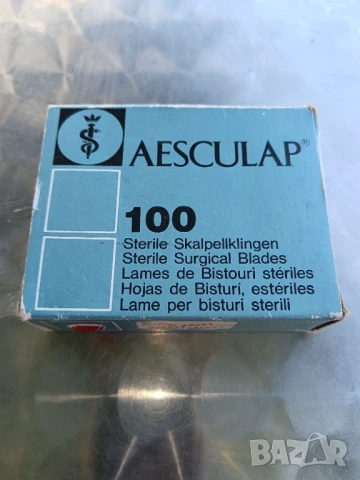 AESCULAP®
100
Sterile Skalpellklingen
Sterile Surgical Blades
Lames de Bistouri stériles
Hojas de Bisturí, estériles
Lame per bisturi sterili
BAZAR